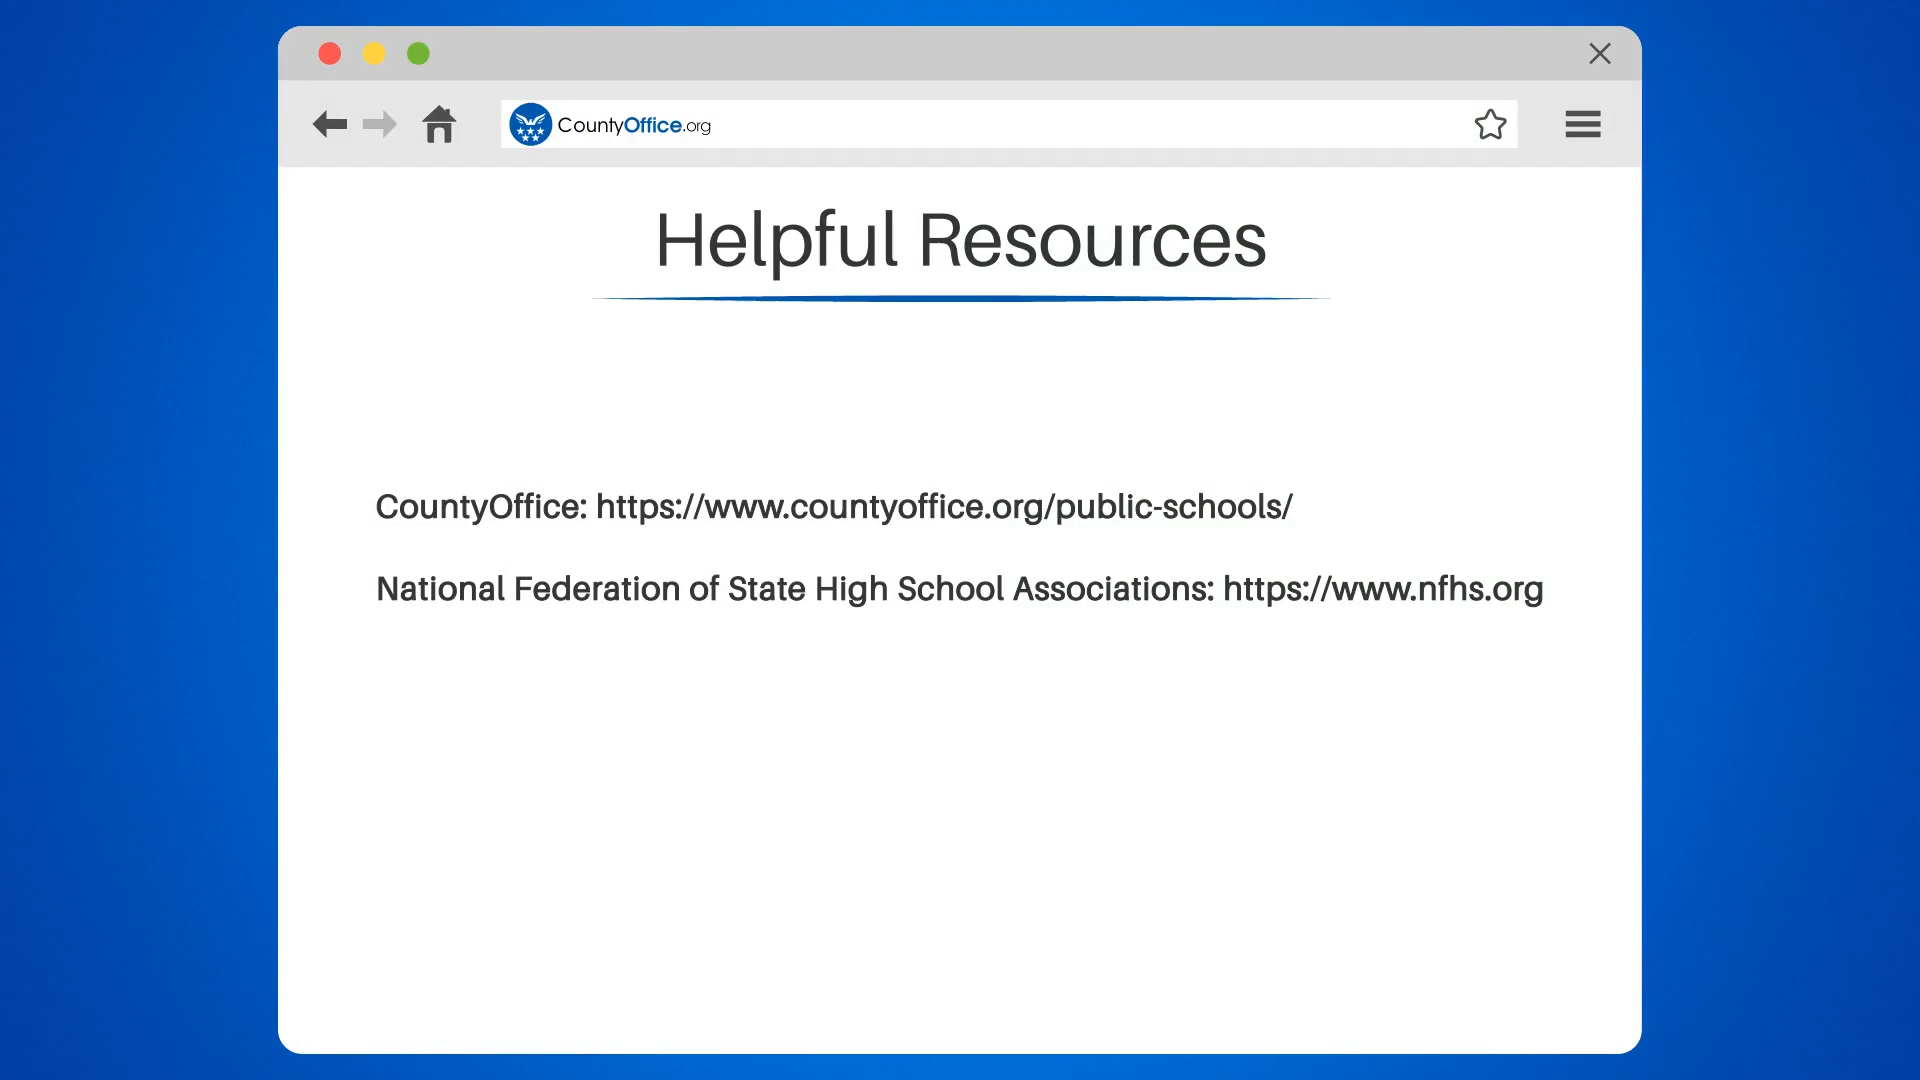 CountyOffice.org
Helpful Resources
CountyOffice: https://www.countyoffice.org/public-schools/
National Federation of State High School Associations: https://www.nfhs.org